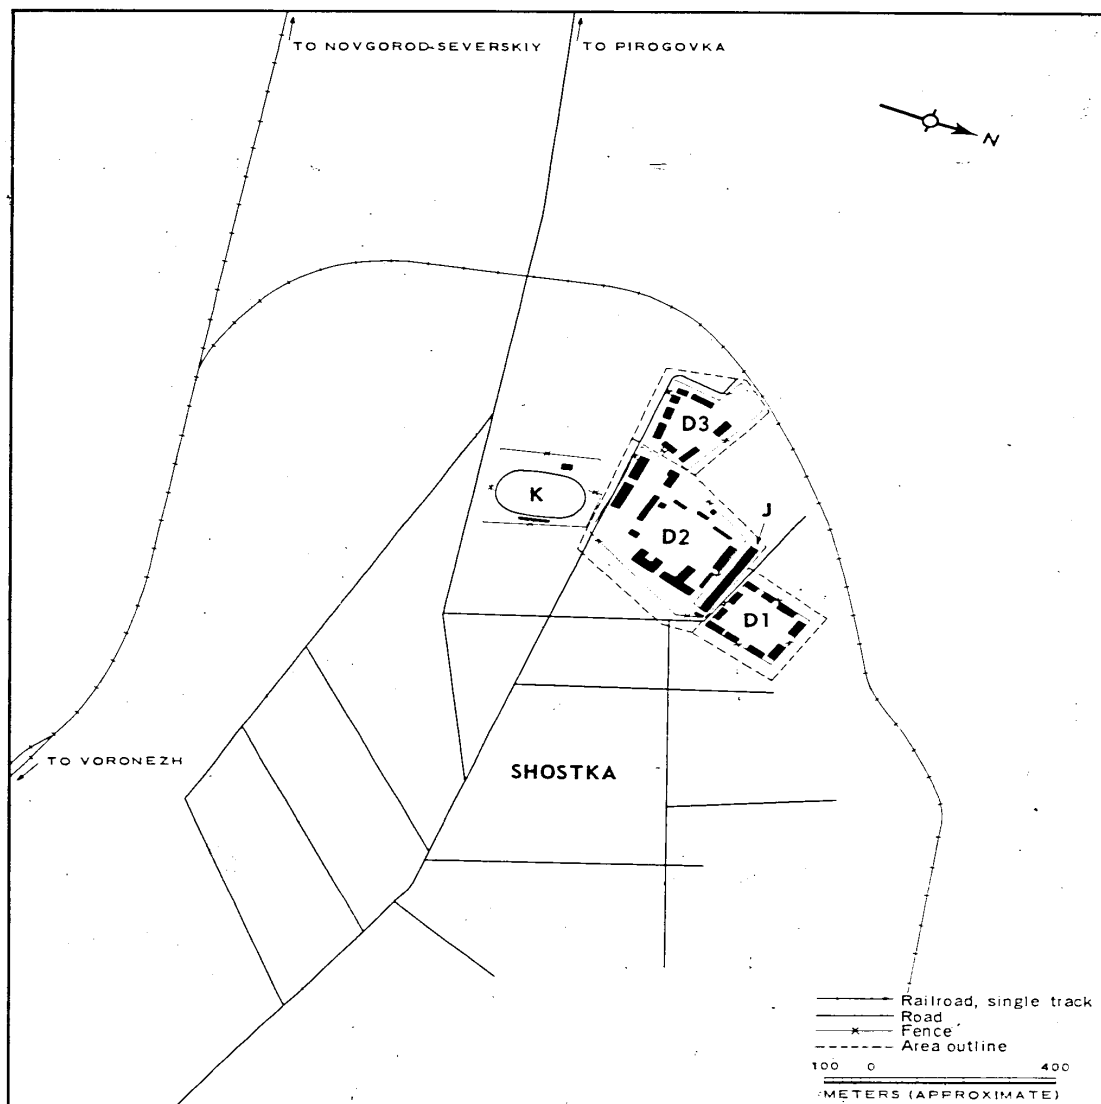 TO NOVGOROD-SEVERSKIY
TO PIROGOVKA
N
D3
K
J
D2
D1
TO VORONEZH
SHOSTKA
Railroad, single track
Road
Fence
Area outline
100 0 400
METERS (APPROXIMATE)